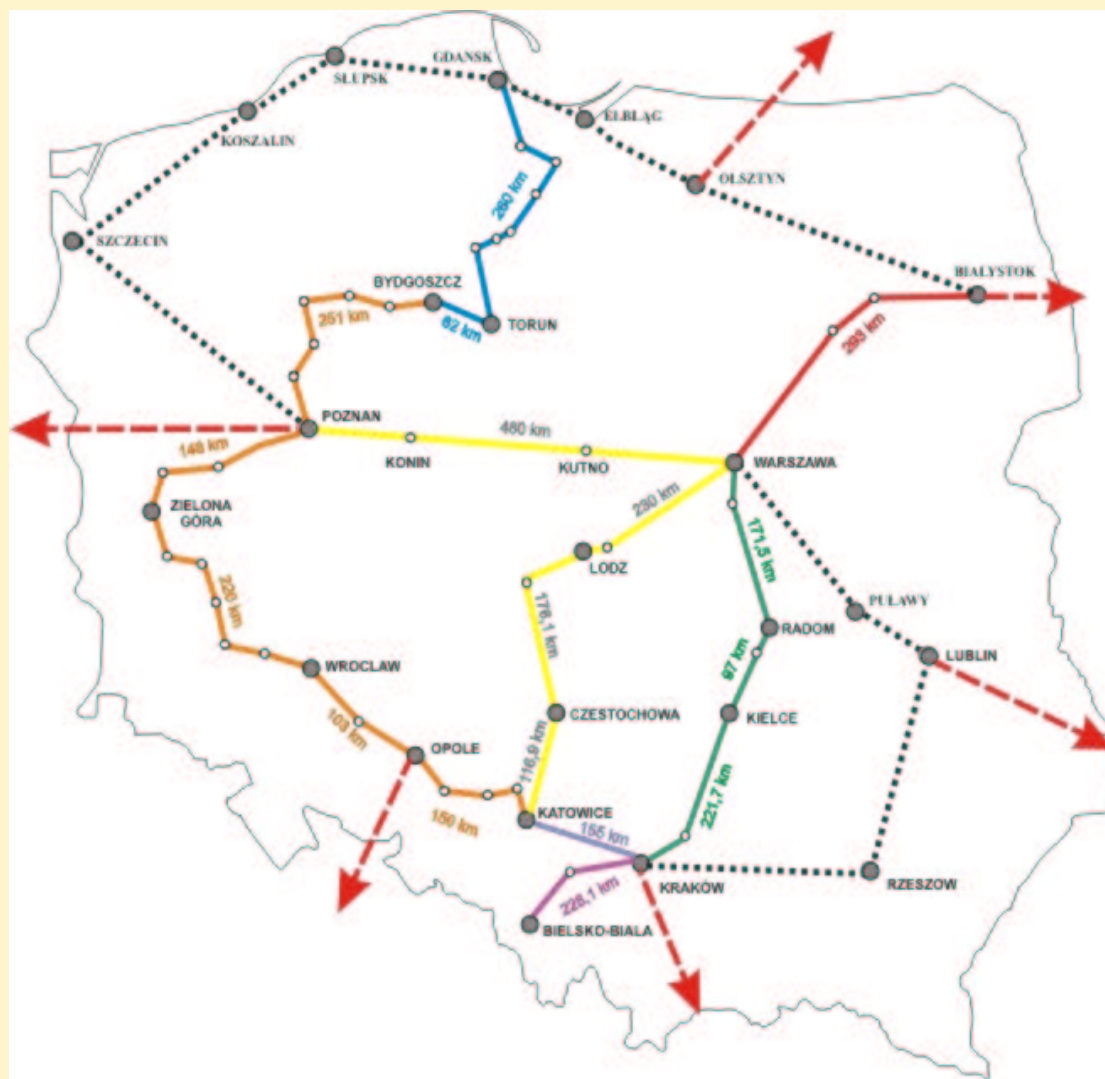 GDANSK
SŁUPSK
ELBLĄG
KOSZALIN
OLSZTYN
260 km
SZCZECIN
BIALYSTOK
BYDGOSZCZ
251 km
82 km
TORUN
293 km
POZNAN
480 km
148 km
KONIN
KUTNO
WARSZAWA
230 km
ZIELONA
GÓRA
171,5 km
LODZ
220 km
176,1 km
PUŁAWY
RADOM
LUBLIN
97 km
WROCLAW
103 km
CZESTOCHOWA
KIELCE
OPOLE
116,9 km
221,7 km
150 km
KATOWICE
155 km
KRAKÓW
RZESZOW
228,1 km
BIELSKO-BIALA